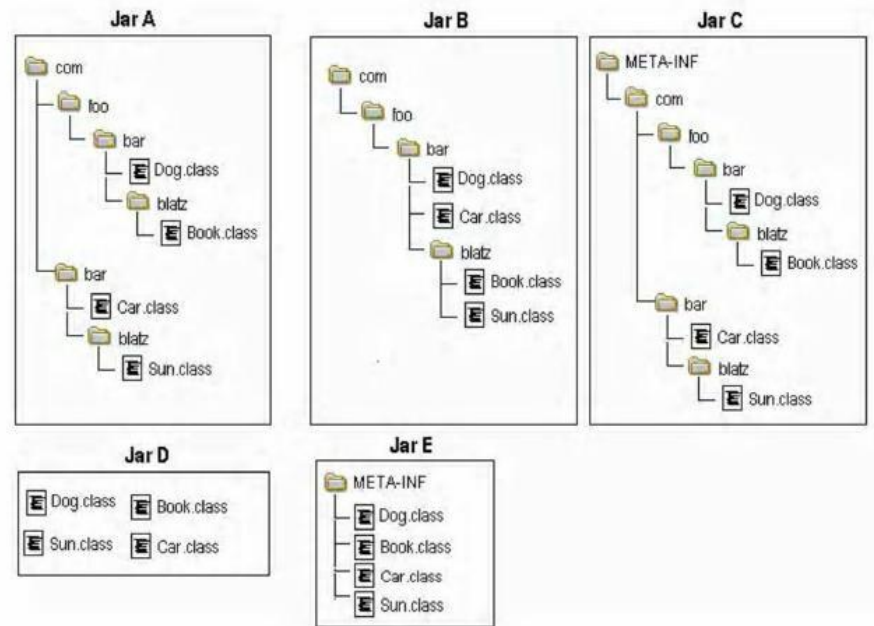 Jar A
com
foo
bar
Dog.class
blatz
Book.class
bar
Car.class
blatz
Sun.class
Jar B
com
foo
bar
Dog.class
Car.class
blatz
Book.class
Sun.class
Jar C
META-INF
com
foo
bar
Dog.class
blatz
Book.class
bar
Car.class
blatz
Sun.class
Jar D
Dog.class Book.class
Sun.class Car.class
Jar E
META-INF
Dog.class
Book.class
Car.class
Sun.class